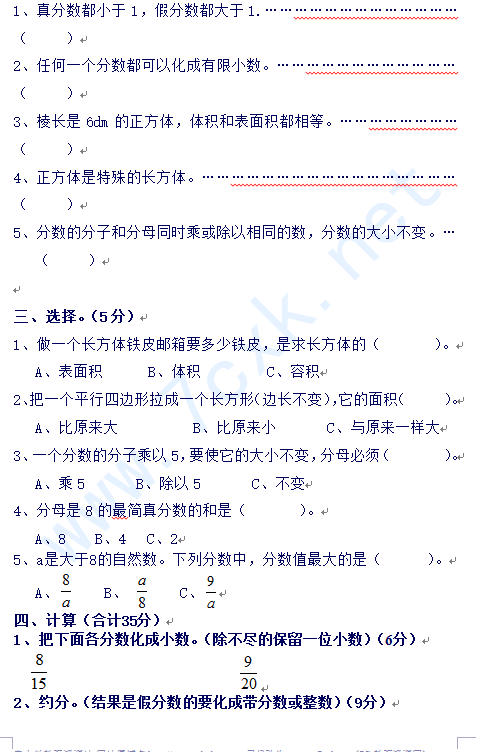 1、真分数都小于1，假分数都大于1.………………………………………
（　　）
2、任何一个分数都可以化成有限小数。…………………………………
（　　）
3、棱长是6dm的正方体，体积和表面积都相等。………………………
（　　）
4、正方体是特殊的长方体。………………………………………………
（　　）
5、分数的分子和分母同时乘或除以相同的数，分数的大小不变。…
（　　）
三、选择。（5分）
1、做一个长方体铁皮邮箱要多少铁皮，是求长方体的（　　）。
A、表面积　B、体积　C、容积
2、把一个平行四边形拉成一个长方形（边长不变），它的面积（　　）。
A、比原来大　B、比原来小　C、与原来一样大
3、一个分数的分子乘以5，要使它的大小不变，分母必须（　　）。
A、乘5　B、除以5　C、不变
4、分母是8的最简真分数的和是（　　）。
A、8　B、4　C、2
5、a是大于8的自然数。下列分数中，分数值最大的是（　　）。
A、8/a　B、a/8　C、9/a
四、计算（合计35分）
1、把下面各分数化成小数。（除不尽的保留一位小数）（6分）
8/15　9/20
2、约分。（结果是假分数的要化成带分数或整数）（9分）
www.7cxk.net